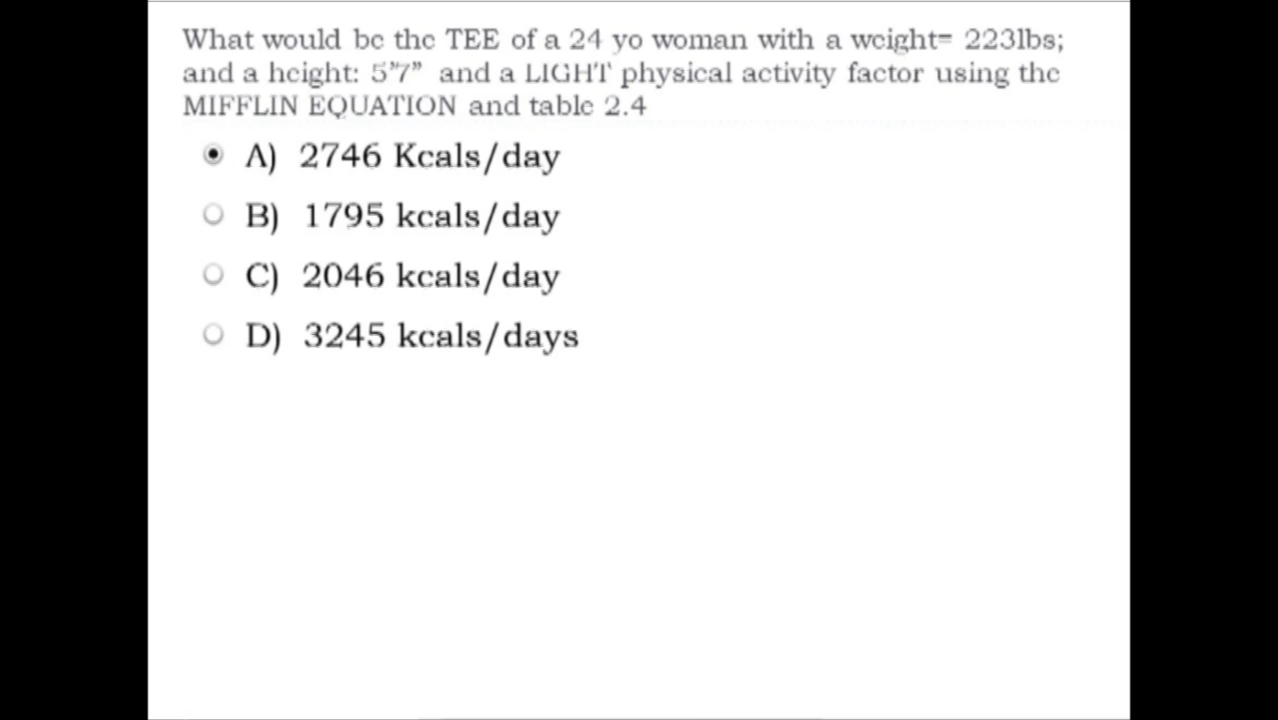 What would be the TEE of a 24 yo woman with a weight= 223lbs;
and a height: 5"7" and a LIGHT physical activity factor using the
MIFFLIN EQUATION and table 2.4
A) 2746 Kcals/day
B) 1795 kcals/day
C) 2046 kcals/day
D) 3245 kcals/days